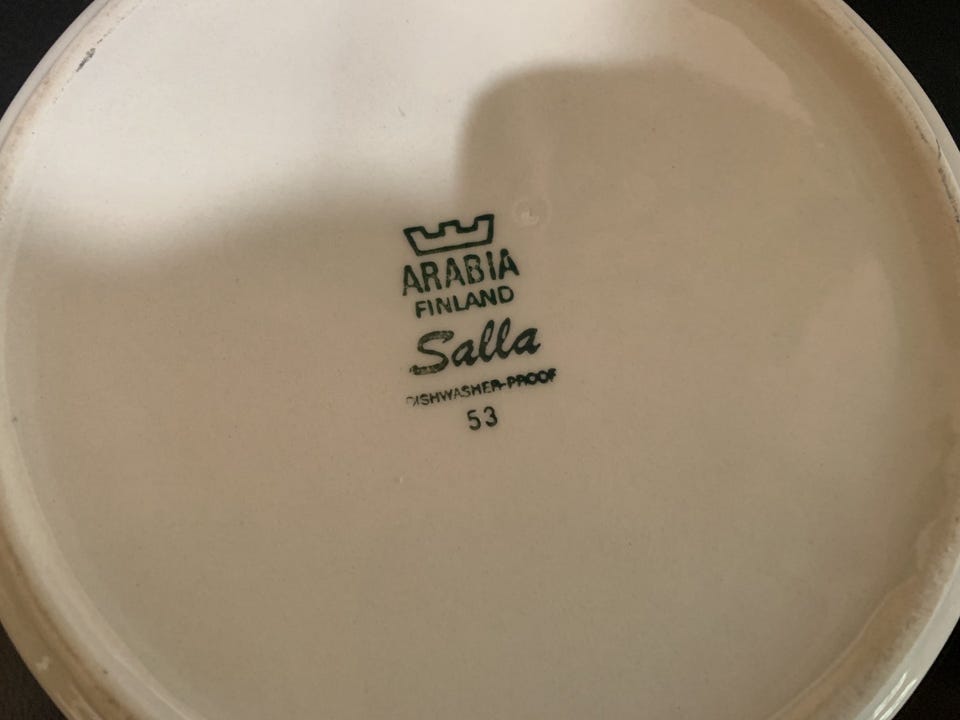 ARABIA
FINLAND
Salla
DISHWASHER-PROOF
53